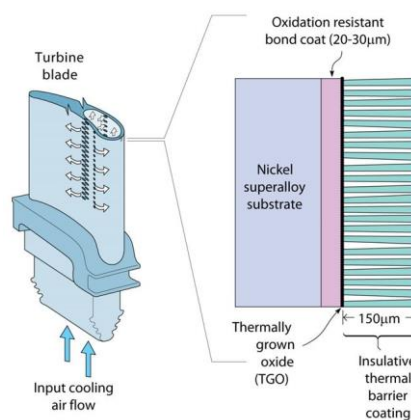 Oxidation resistant
bond coat (20-30μm)
Turbine
blade
Nickel
superalloy
substrate
150μm
Thermally
grown
oxide
(TGO)
Insulative
thermal
barrier
coating
Input cooling
air flow